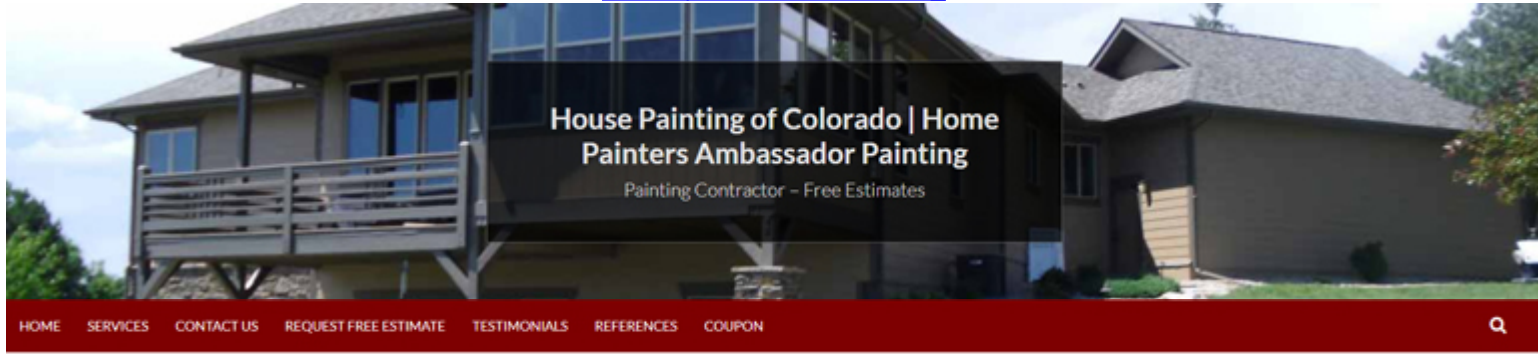 House Painting of Colorado | Home
Painters Ambassador Painting
Painting Contractor – Free Estimates
HOME SERVICES CONTACT US REQUEST FREE ESTIMATE TESTIMONIALS REFERENCES COUPON